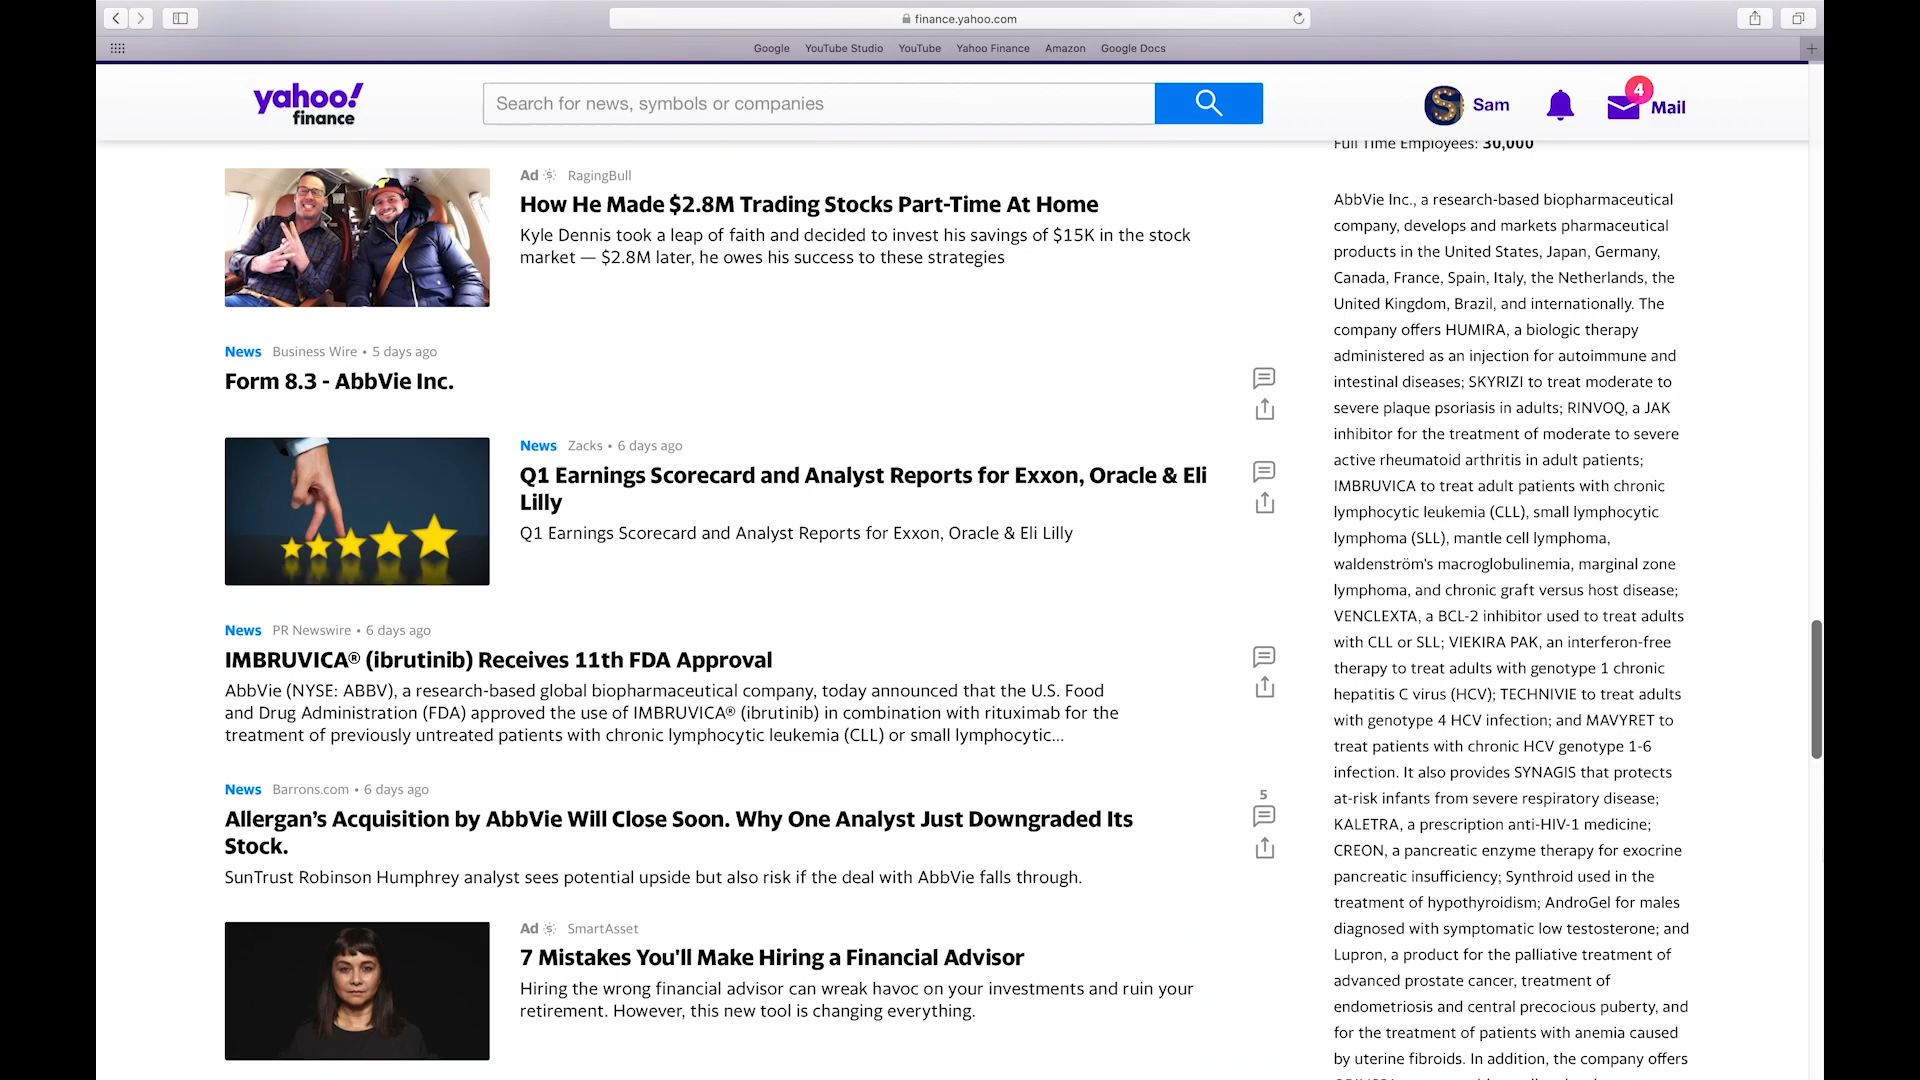 finance.yahoo.com
Google YouTube Studio YouTube Yahoo Finance Amazon Google Docs
yahoo!
finance
Search for news, symbols or companies
Sam
4
Mail
Ad RagingBull
How He Made $2.8M Trading Stocks Part-Time At Home
Kyle Dennis took a leap of faith and decided to invest his savings of $15K in the stock
market — $2.8M later, he owes his success to these strategies
News Business Wire • 5 days ago
Form 8.3 - AbbVie Inc.
News Zacks • 6 days ago
Q1 Earnings Scorecard and Analyst Reports for Exxon, Oracle & Eli
Lilly
Q1 Earnings Scorecard and Analyst Reports for Exxon, Oracle & Eli Lilly
News PR Newswire • 6 days ago
IMBRUVICA® (ibrutinib) Receives 11th FDA Approval
AbbVie (NYSE: ABBV), a research-based global biopharmaceutical company, today announced that the U.S. Food
and Drug Administration (FDA) approved the use of IMBRUVICA® (ibrutinib) in combination with rituximab for the
treatment of previously untreated patients with chronic lymphocytic leukemia (CLL) or small lymphocytic...
News Barrons.com • 6 days ago
5
Allergan’s Acquisition by AbbVie Will Close Soon. Why One Analyst Just Downgraded Its
Stock.
SunTrust Robinson Humphrey analyst sees potential upside but also risk if the deal with AbbVie falls through.
Ad SmartAsset
7 Mistakes You'll Make Hiring a Financial Advisor
Hiring the wrong financial advisor can wreak havoc on your investments and ruin your
retirement. However, this new tool is changing everything.
Full Time Employees: 30,000
AbbVie Inc., a research-based biopharmaceutical
company, develops and markets pharmaceutical
products in the United States, Japan, Germany,
Canada, France, Spain, Italy, the Netherlands, the
United Kingdom, Brazil, and internationally. The
company offers HUMIRA, a biologic therapy
administered as an injection for autoimmune and
intestinal diseases; SKYRIZI to treat moderate to
severe plaque psoriasis in adults; RINVOQ, a JAK
inhibitor for the treatment of moderate to severe
active rheumatoid arthritis in adult patients;
IMBRUVICA to treat adult patients with chronic
lymphocytic leukemia (CLL), small lymphocytic
lymphoma (SLL), mantle cell lymphoma,
waldenström's macroglobulinemia, marginal zone
lymphoma, and chronic graft versus host disease;
VENCLEXTA, a BCL-2 inhibitor used to treat adults
with CLL or SLL; VIEKIRA PAK, an interferon-free
therapy to treat adults with genotype 1 chronic
hepatitis C virus (HCV); TECHNIVIE to treat adults
with genotype 4 HCV infection; and MAVYRET to
treat patients with chronic HCV genotype 1-6
infection. It also provides SYNAGIS that protects
at-risk infants from severe respiratory disease;
KALETRA, a prescription anti-HIV-1 medicine;
CREON, a pancreatic enzyme therapy for exocrine
pancreatic insufficiency; Synthroid used in the
treatment of hypothyroidism; AndroGel for males
diagnosed with symptomatic low testosterone; and
Lupron, a product for the palliative treatment of
advanced prostate cancer, treatment of
endometriosis and central precocious puberty, and
for the treatment of patients with anemia caused
by uterine fibroids. In addition, the company offers